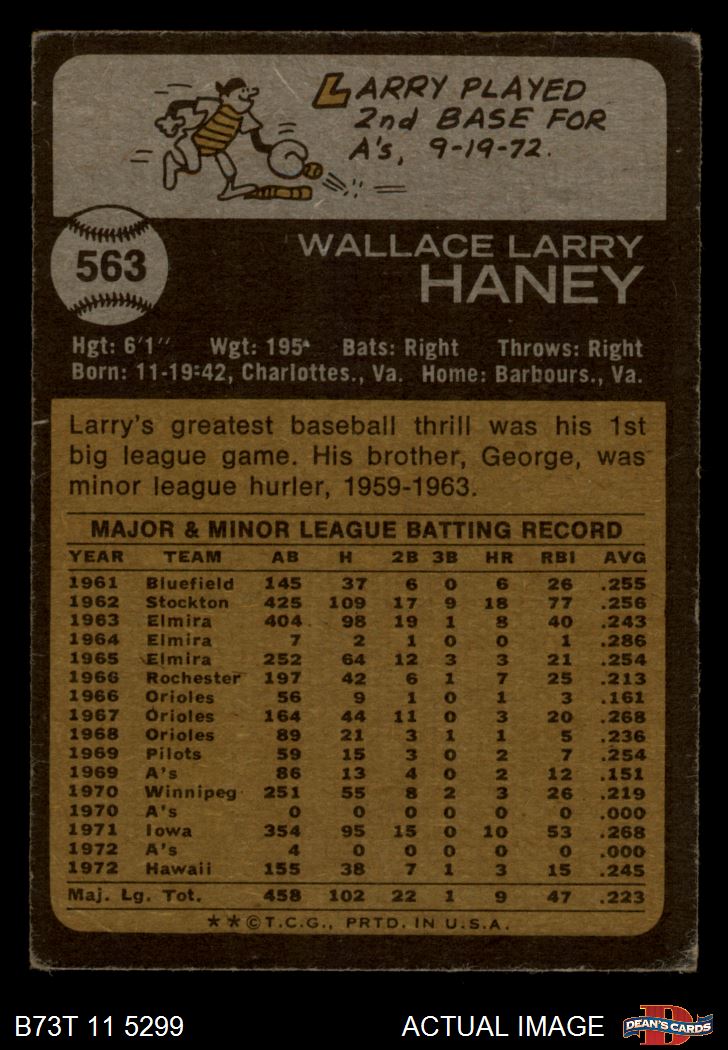 LARRY PLAYED
2nd BASE FOR
A's, 9-19-72.
563
WALLACE LARRY
HANEY
Hgt: 6'1" Wgt: 195 Bats: Right Throws: Right
Born: 11-19-42, Charlottes., Va. Home: Barbours., Va.
Larry's greatest baseball thrill was his 1st
big league game. His brother, George, was
minor league hurler, 1959-1963.
MAJOR & MINOR LEAGUE BATTING RECORD
YEAR TEAM AB H 2B 3B HR RBI AVG
1961 Bluefield 145 37 6 0 6 26 .255
1962 Stockton 425 109 17 9 18 77 .256
1963 Elmira 404 98 19 1 8 40 .243
1964 Elmira 7 2 1 0 0 1 .286
1965 Elmira 252 64 12 3 3 21 .254
1966 Rochester 197 42 6 1 7 25 .213
1966 Orioles 56 9 1 0 1 3 .161
1967 Orioles 164 44 11 0 3 20 .268
1968 Orioles 89 21 3 1 1 5 .236
1969 Pilots 59 15 3 0 2 7 .254
1969 A's 86 13 4 0 2 12 .151
1970 Winnipeg 251 55 8 2 3 26 .219
1970 A's 0 0 0 0 0 0 .000
1971 Iowa 354 95 15 0 10 53 .268
1972 A's 4 0 0 0 0 0 .000
1972 Hawaii 155 38 7 1 3 15 .245
Maj. Lg. Tot. 458 102 22 1 9 47 .223
**©T.C.G., PRTD. IN U.S.A.
B73T 11 5299 ACTUAL IMAGE D DEAN'S CARDS